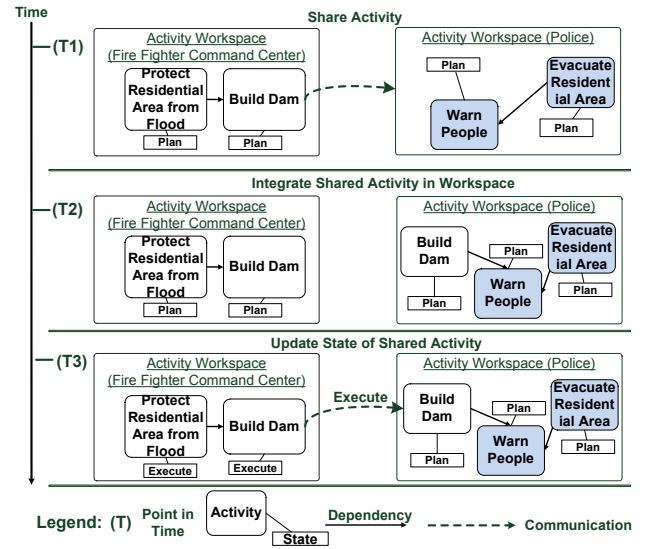 Time
Share Activity
(T1)
Activity Workspace
(Fire Fighter Command Center)
Protect
Residential
Area from
Flood
Plan
Build Dam
Plan
Activity Workspace (Police)
Plan
Warn
People
Evacuate
Resident
ial Area
Plan
Integrate Shared Activity in Workspace
(T2)
Activity Workspace
(Fire Fighter Command Center)
Protect
Residential
Area from
Flood
Plan
Build Dam
Plan
Activity Workspace (Police)
Build
Dam
Plan
Plan
Warn
People
Evacuate
Resident
ial Area
Plan
Update State of Shared Activity
(T3)
Activity Workspace
(Fire Fighter Command Center)
Protect
Residential
Area from
Flood
Execute
Build Dam
Execute
Execute
Activity Workspace (Police)
Build
Dam
Plan
Plan
Warn
People
Evacuate
Resident
ial Area
Plan
Legend: (T) Point in
Time
Activity
State
Dependency
Communication